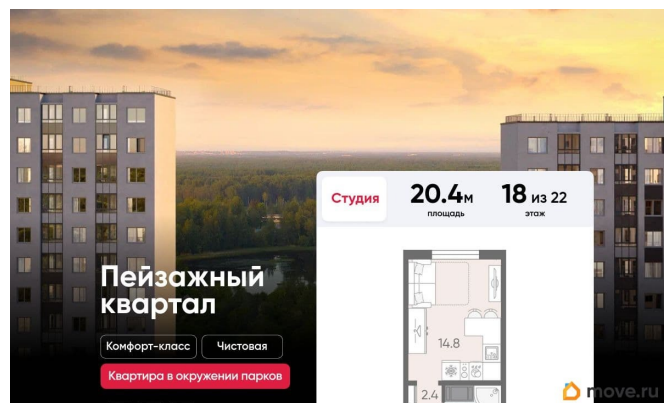 Студия
20.4м
площадь
18 из 22
этаж
Пейзажный
квартал
Комфорт-класс
Чистовая
Квартира в окружении парков
14.8
2.4
move.ru